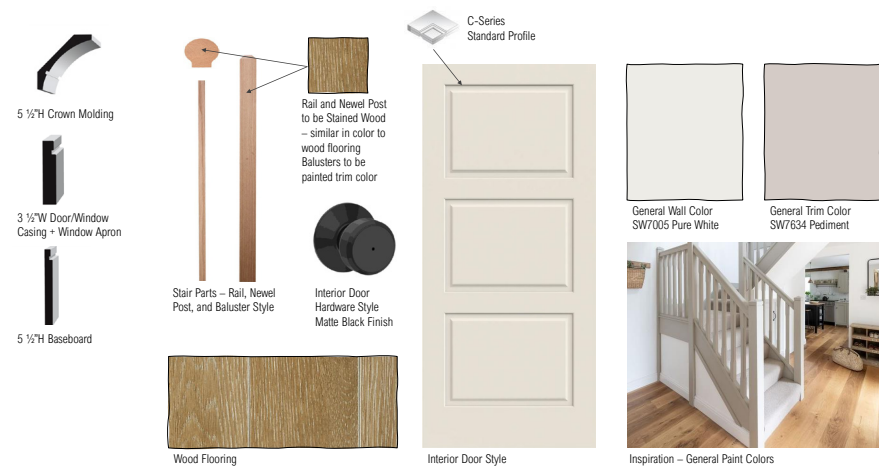 C-Series
Standard Profile
5 ½"H Crown Molding
Rail and Newel Post
to be Stained Wood
– similar in color to
wood flooring
Balusters to be
painted trim color
3 ½"W Door/Window
Casing + Window Apron
General Wall Color
SW7005 Pure White
General Trim Color
SW7634 Pediment
Stair Parts – Rail, Newel
Post, and Baluster Style
Interior Door
Hardware Style
Matte Black Finish
5 ½"H Baseboard
Wood Flooring
Interior Door Style
Inspiration – General Paint Colors